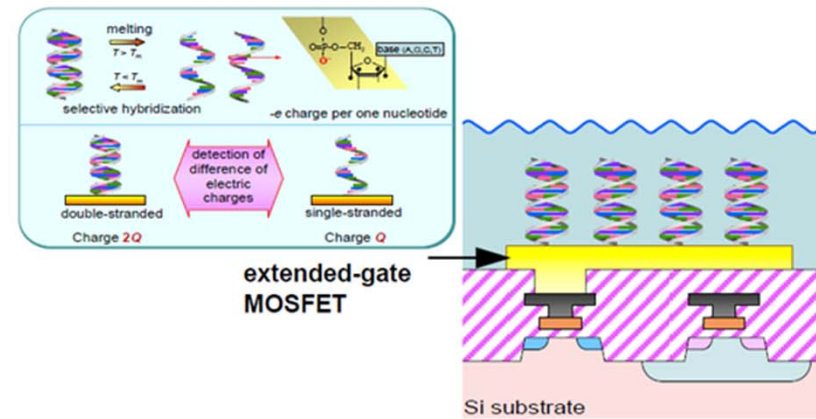 melting
T > Tm
T < Tm
selective hybridization
O=P-O-CH₂
O
O⁻
O
base (A,G,C,T)
-e charge per one nucleotide
detection of
difference of
electric
charges
double-stranded
single-stranded
Charge 2Q
Charge Q
extended-gate
MOSFET
Si substrate